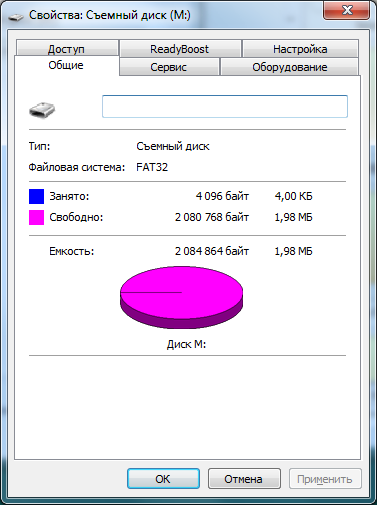 Свойства: Съемный диск (M:)
Доступ ReadyBoost Настройка
Общие Сервис Оборудование
Тип: Съемный диск
Файловая система: FAT32
Занято: 4 096 байт 4,00 КБ
Свободно: 2 080 768 байт 1,98 МБ
Емкость: 2 084 864 байт 1,98 МБ
Диск M:
OK Отмена Применить